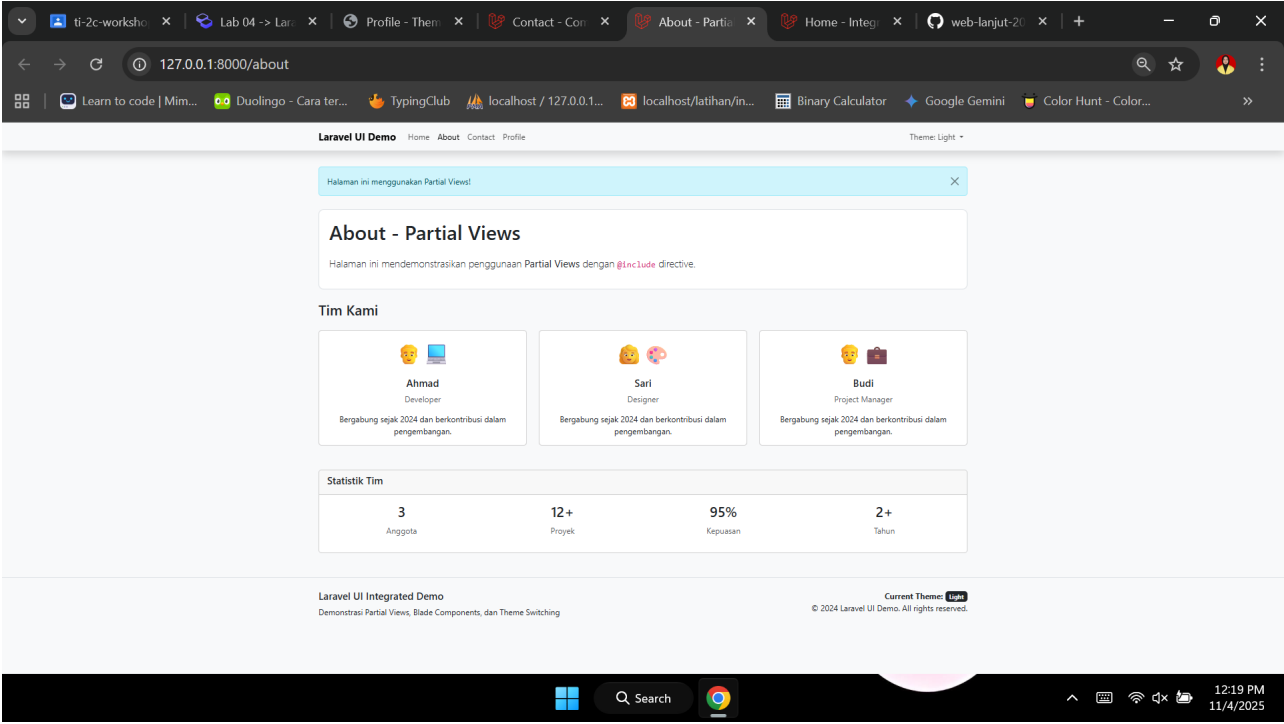 ti-2c-worksho
Lab 04 -> Lara
Profile - Them
Contact - Con
About - Partia
Home - Integr
web-lanjut-20
127.0.0.1:8000/about
Learn to code | Mim...
Duolingo - Cara ter...
TypingClub
localhost / 127.0.0.1...
localhost/latihan/in...
Binary Calculator
Google Gemini
Color Hunt - Color...
Laravel UI Demo Home About Contact Profile Theme: Light
Halaman ini menggunakan Partial Views!
About - Partial Views
Halaman ini mendemonstrasikan penggunaan Partial Views dengan @include directive.
Tim Kami
Ahmad
Developer
Bergabung sejak 2024 dan berkontribusi dalam
pengembangan.
Sari
Designer
Bergabung sejak 2024 dan berkontribusi dalam
pengembangan.
Budi
Project Manager
Bergabung sejak 2024 dan berkontribusi dalam
pengembangan.
Statistik Tim
3
Anggota
12+
Proyek
95%
Kepuasan
2+
Tahun
Laravel UI Integrated Demo
Demonstrasi Partial Views, Blade Components, dan Theme Switching
Current Theme: Light
© 2024 Laravel UI Demo. All rights reserved.
Search
12:19 PM
11/4/2025